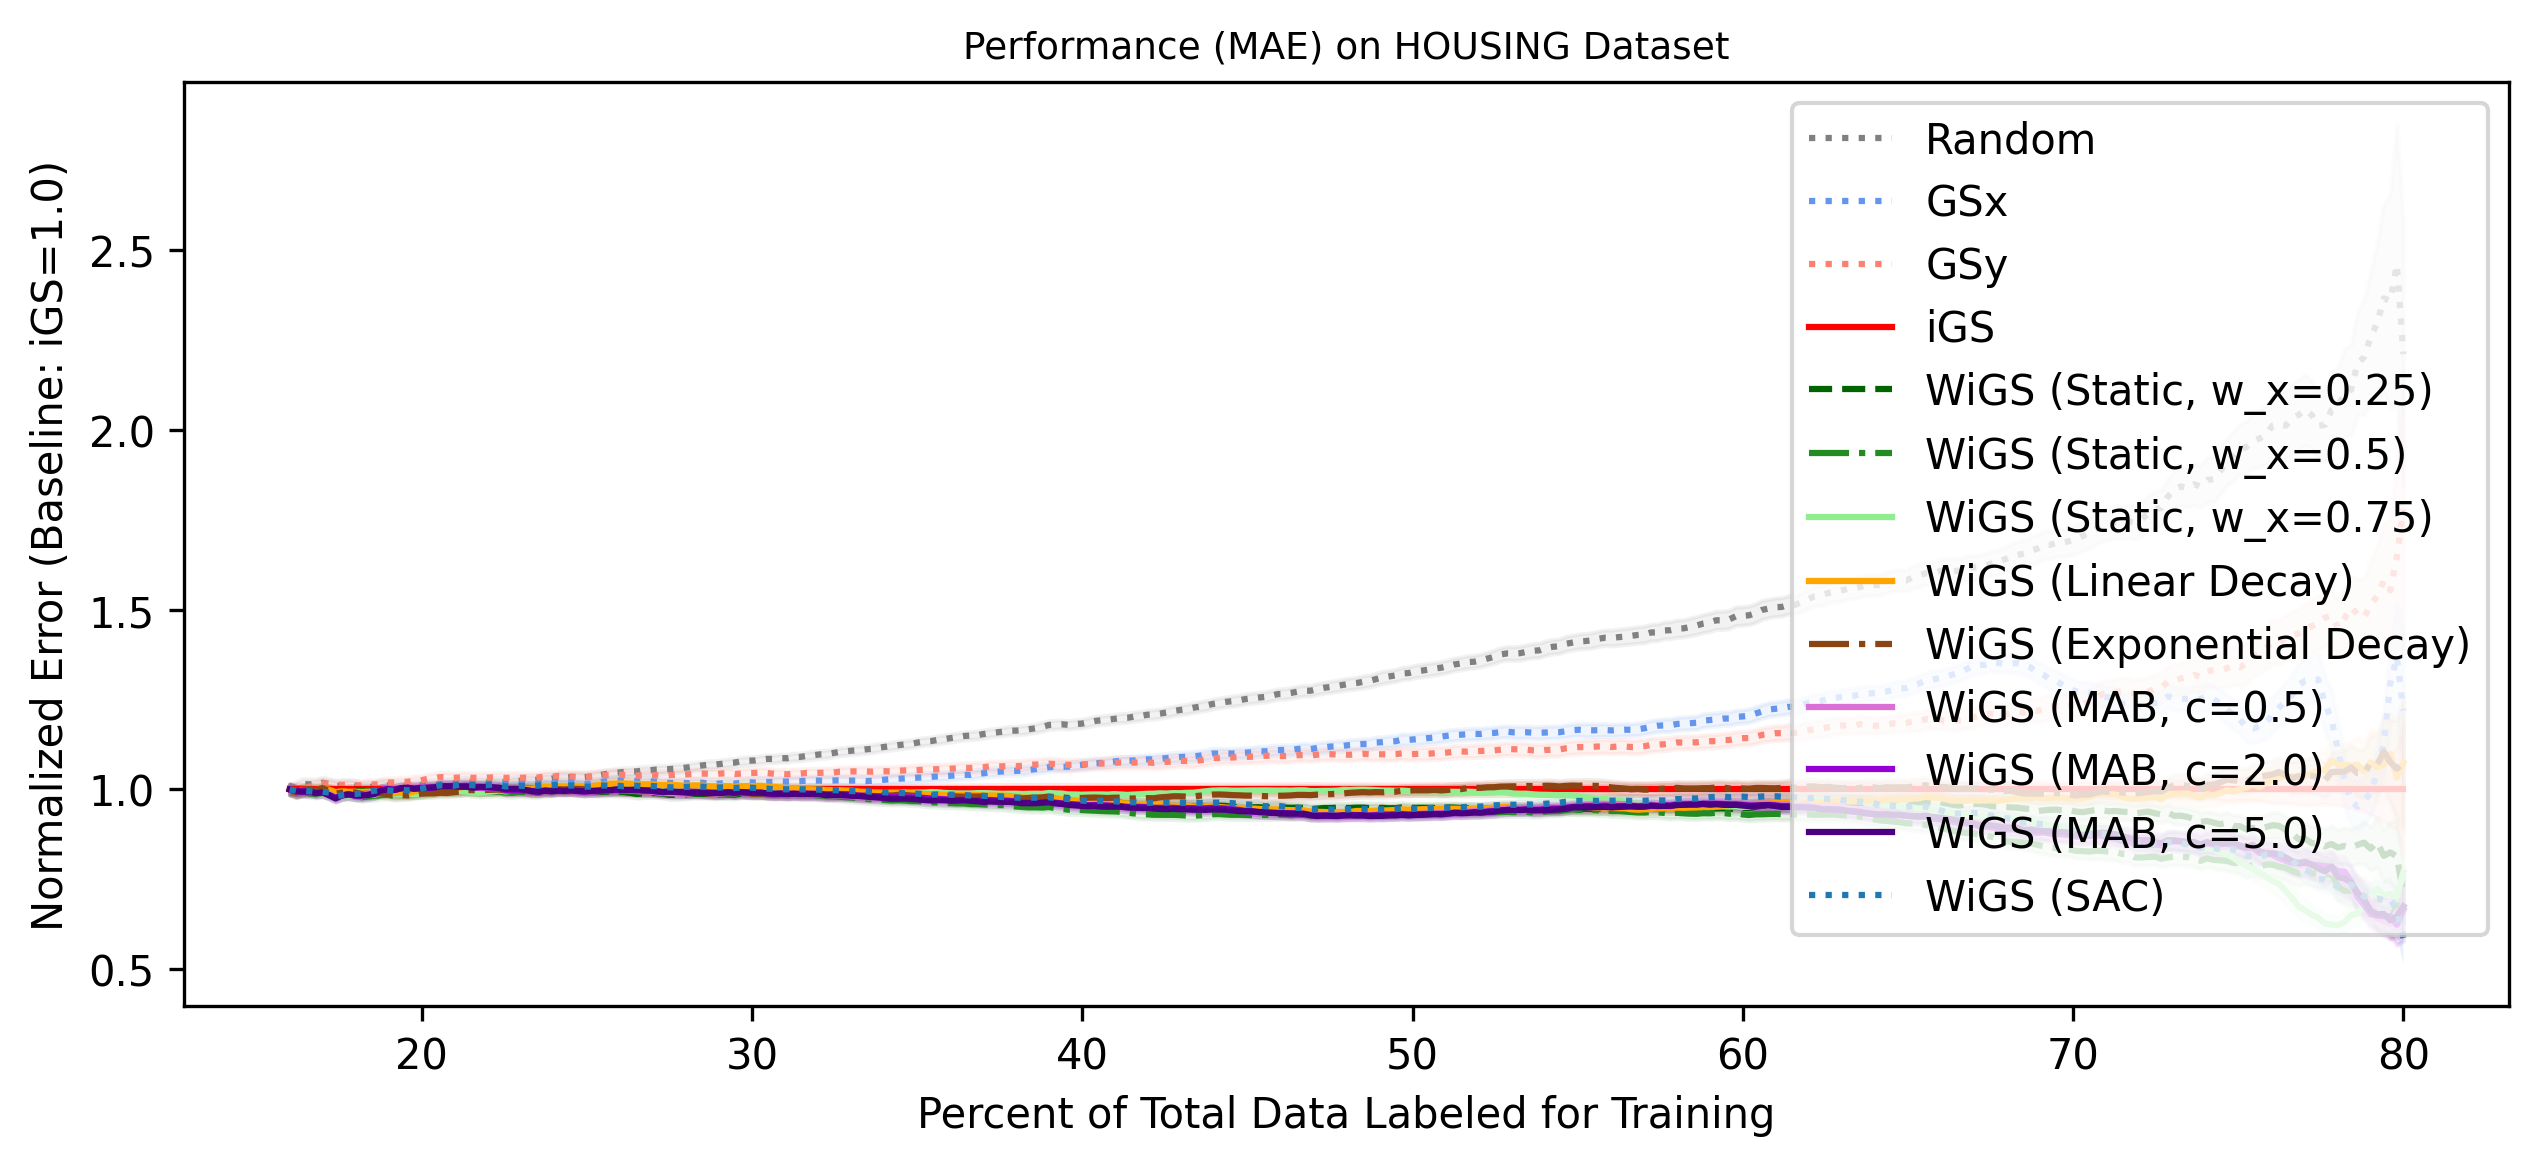 Performance (MAE) on HOUSING Dataset
Normalized Error (Baseline: iGS=1.0)
2.5
2.0
1.5
1.0
0.5
Random
GSx
GSy
iGS
WiGS (Static, w_x=0.25)
WiGS (Static, w_x=0.5)
WiGS (Static, w_x=0.75)
WiGS (Linear Decay)
WiGS (Exponential Decay)
WiGS (MAB, c=0.5)
WiGS (MAB, c=2.0)
WiGS (MAB, c=5.0)
WiGS (SAC)
20 30 40 50 60 70 80
Percent of Total Data Labeled for Training